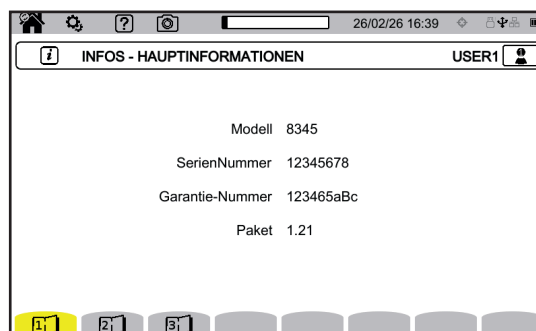 ?
26/02/26 16:39
i INFOS - HAUPTINFORMATIONEN USER1
Modell 8345
SerienNummer 12345678
Garantie-Nummer 123465aBc
Paket 1.21
1 2 3